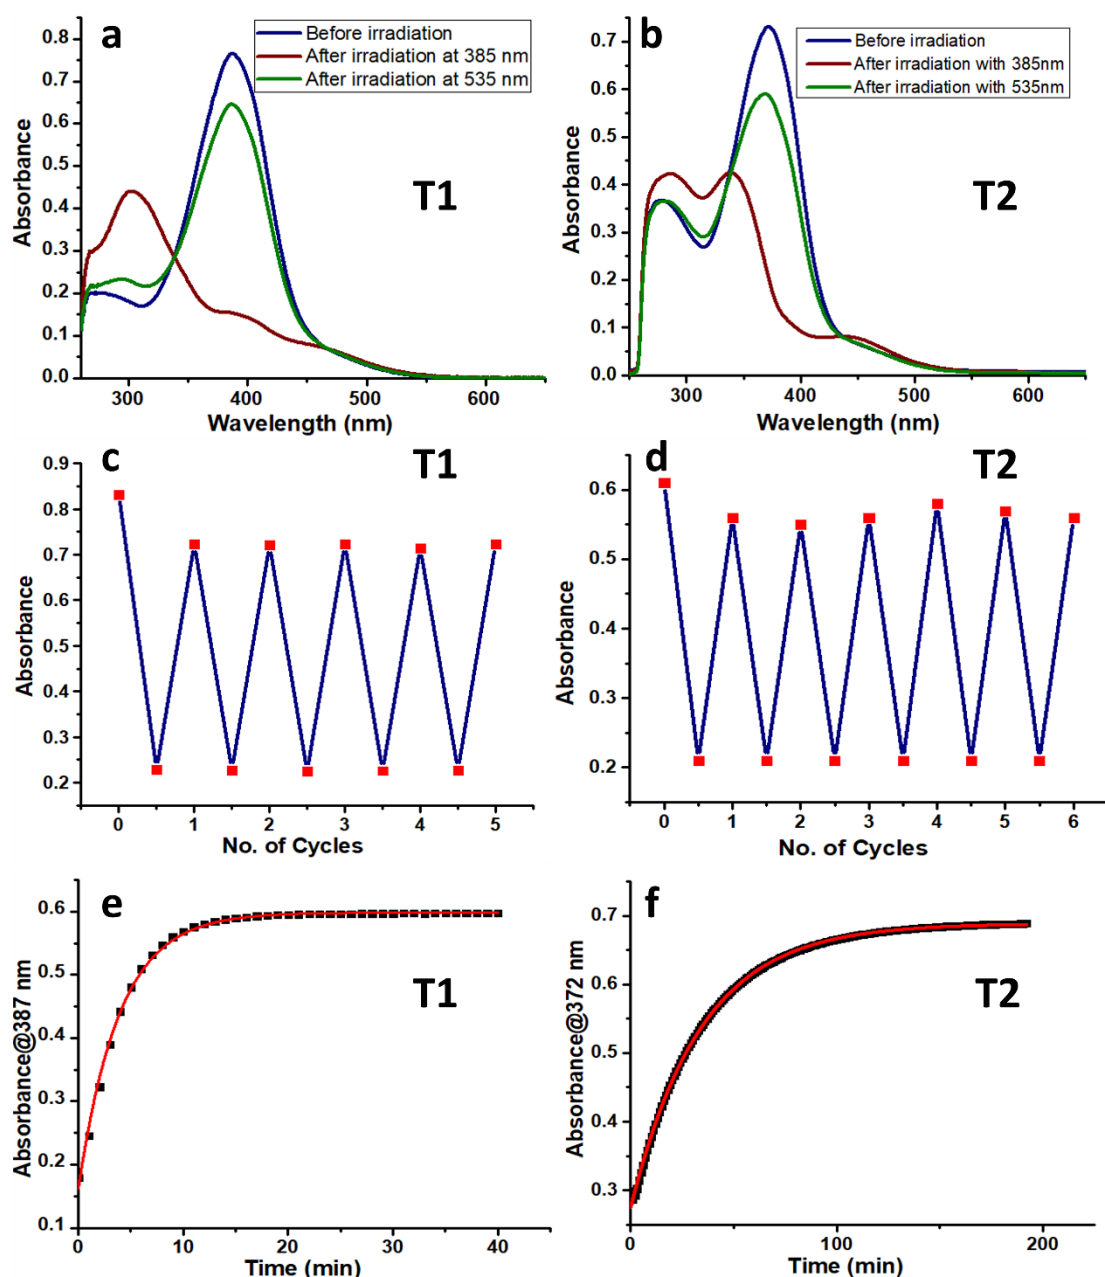 a
Before irradiation
After irradiation at 385 nm
After irradiation at 535 nm
T1
0.8
0.7
0.6
0.5
0.4
0.3
0.2
0.1
0.0
Absorbance
300
400
500
600
Wavelength (nm)
b
Before irradiation
After irradiation with 385nm
After irradiation with 535nm
T2
0.7
0.6
0.5
0.4
0.3
0.2
0.1
0.0
Absorbance
300
400
500
600
Wavelength (nm)
c
T1
0.9
0.8
0.7
0.6
0.5
0.4
0.3
0.2
Absorbance
0
1
2
3
4
5
No. of Cycles
d
T2
0.6
0.5
0.4
0.3
0.2
Absorbance
0
1
2
3
4
5
6
No. of Cycles
e
T1
0.6
0.5
0.4
0.3
0.2
0.1
Absorbance@387 nm
0
10
20
30
40
Time (min)
f
T2
0.7
0.6
0.5
0.4
0.3
Absorbance@372 nm
0
100
200
Time (min)